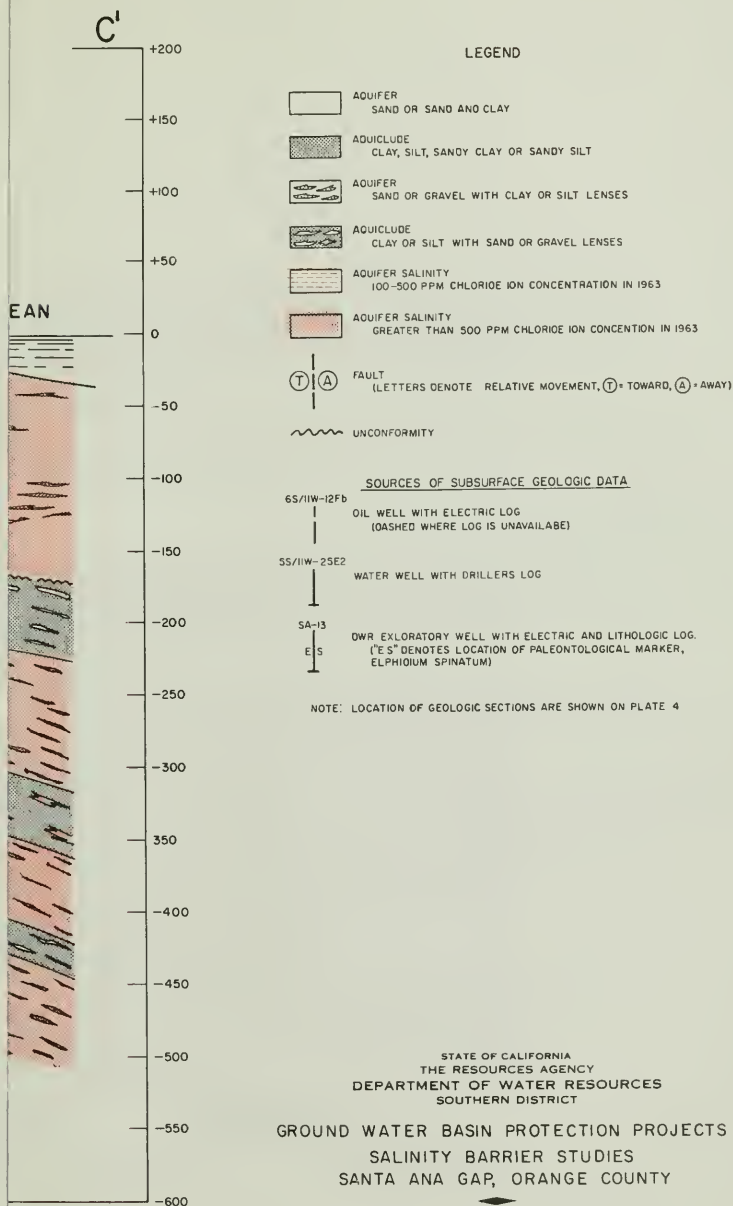 C'
+200
+150
+100
+50
EAN
0
-50
-100
-150
-200
-250
-300
350
-400
-450
-500
-550
-600
LEGEND
AQUIFER
SAND OR SAND AND CLAY
AQUICLUDE
CLAY, SILT, SANDY CLAY OR SANDY SILT
AQUIFER
SAND OR GRAVEL WITH CLAY OR SILT LENSES
AQUICLUDE
CLAY OR SILT WITH SAND OR GRAVEL LENSES
AQUIFER SALINITY
100-500 PPM CHLORIDE ION CONCENTRATION IN 1963
AQUIFER SALINITY
GREATER THAN 500 PPM CHLORIDE ION CONCENTION IN 1963
T A
FAULT
(LETTERS DENOTE RELATIVE MOVEMENT, T = TOWARD, A = AWAY)
UNCONFORMITY
SOURCES OF SUBSURFACE GEOLOGIC DATA
6S/11W-12Fb
OIL WELL WITH ELECTRIC LOG
(DASHED WHERE LOG IS UNAVAILABE)
5S/11W-25E2
WATER WELL WITH DRILLERS LOG
SA-13
E S
DWR EXLORATORY WELL WITH ELECTRIC AND LITHOLOGIC LOG.
("E S" DENOTES LOCATION OF PALEONTOLOGICAL MARKER,
ELPHIDIUM SPINATUM)
NOTE: LOCATION OF GEOLOGIC SECTIONS ARE SHOWN ON PLATE 4
STATE OF CALIFORNIA
THE RESOURCES AGENCY
DEPARTMENT OF WATER RESOURCES
SOUTHERN DISTRICT
GROUND WATER BASIN PROTECTION PROJECTS
SALINITY BARRIER STUDIES
SANTA ANA GAP, ORANGE COUNTY